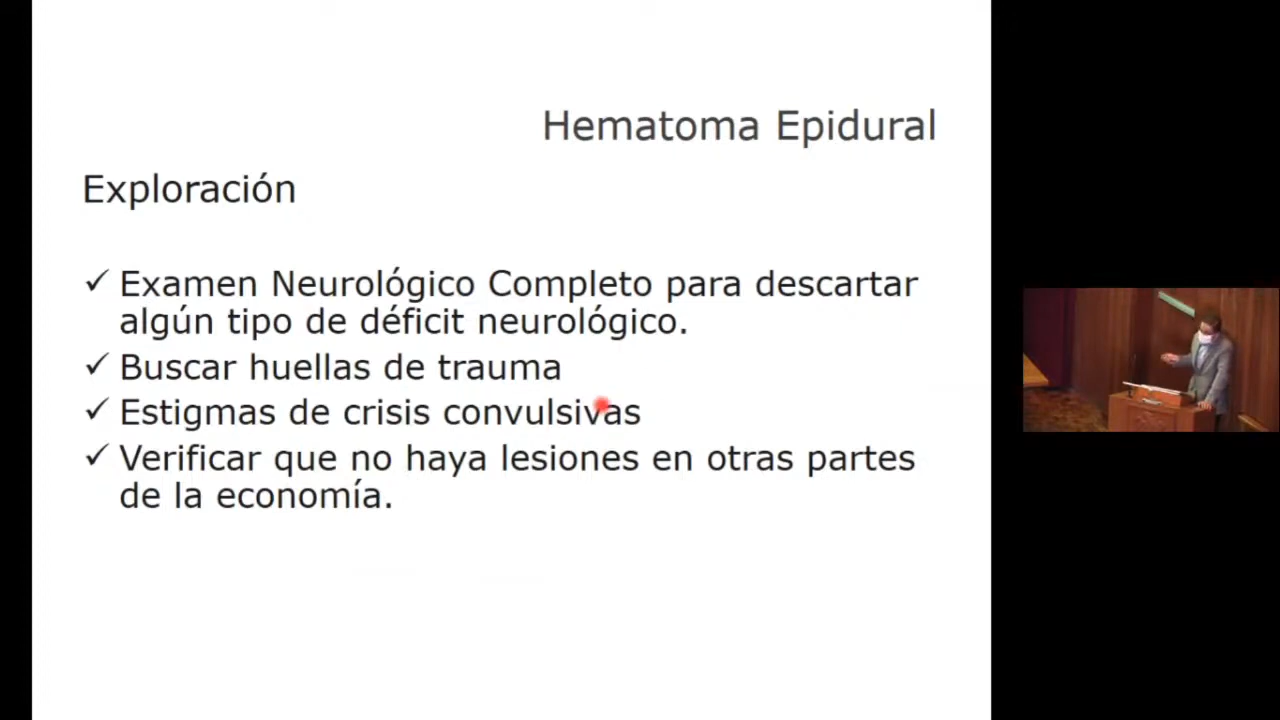 Hematoma Epidural
Exploración
✓ Examen Neurológico Completo para descartar
algún tipo de déficit neurológico.
✓ Buscar huellas de trauma
✓ Estigmas de crisis convulsivas
✓ Verificar que no haya lesiones en otras partes
de la economía.